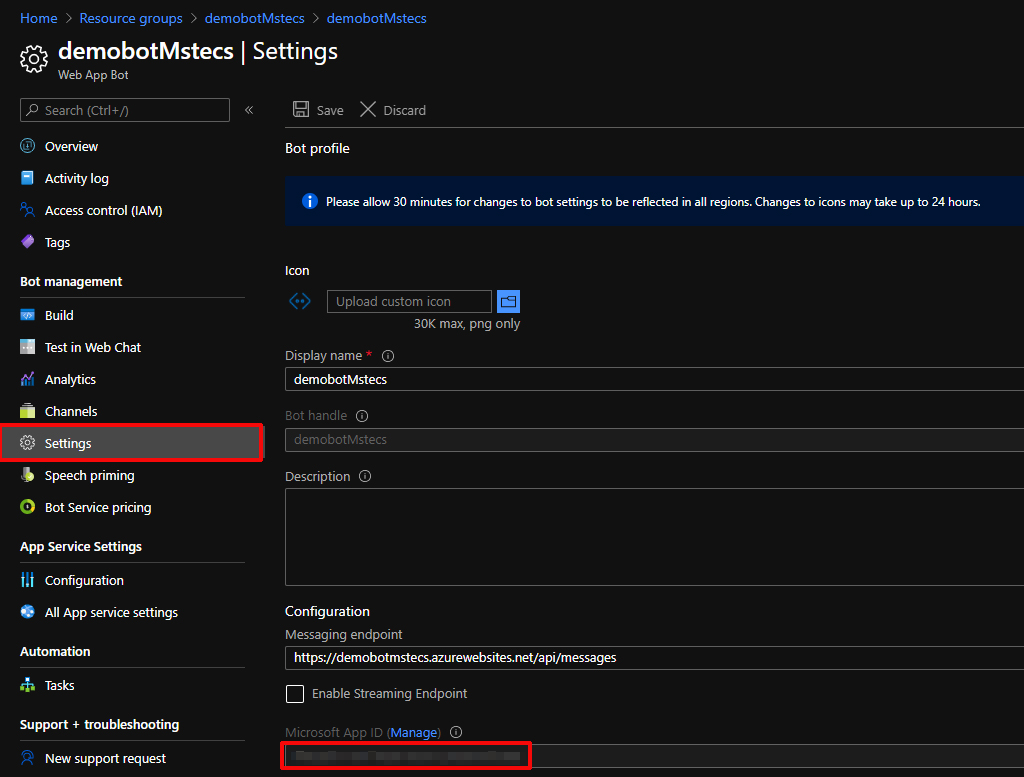 Home > Resource groups > demobotMstecs > demobotMstecs
demobotMstecs | Settings
Web App Bot
Search (Ctrl+/)
«
Overview
Activity log
Access control (IAM)
Tags
Bot management
Build
Test in Web Chat
Analytics
Channels
Settings
Speech priming
Bot Service pricing
App Service Settings
Configuration
All App service settings
Automation
Tasks
Support + troubleshooting
New support request
Save Discard
Bot profile
Please allow 30 minutes for changes to bot settings to be reflected in all regions. Changes to icons may take up to 24 hours.
Icon
Upload custom icon
30K max, png only
Display name *
demobotMstecs
Bot handle
demobotMstecs
Description
Configuration
Messaging endpoint
https://demobotmstecs.azurewebsites.net/api/messages
Enable Streaming Endpoint
Microsoft App ID (Manage)